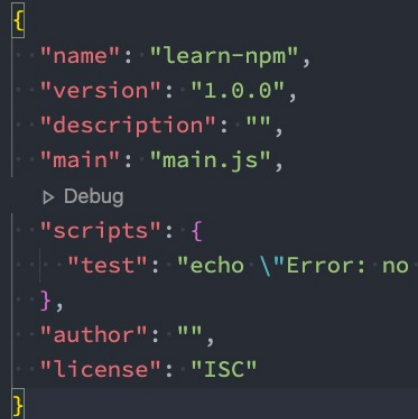 {
"name": "learn-npm",
"version": "1.0.0",
"description": "",
"main": "main.js",
Debug
"scripts": {
"test": "echo \"Error: no
},
"author": "",
"license": "ISC"
}